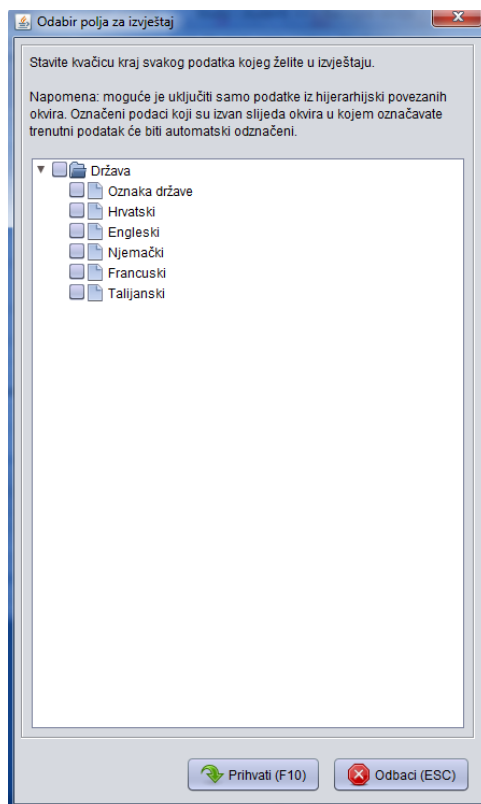 Odabir polja za izvještaj
Stavite kvačicu kraj svakog podatka kojeg želite u izvještaju.
Napomena: moguće je uključiti samo podatke iz hijerarhijski povezanih
okvira. Označeni podaci koji su izvan slijeda okvira u kojem označavate
trenutni podatak će biti automatski odznačeni.
Država
Oznaka države
Hrvatski
Engleski
Njemački
Francuski
Talijanski
Prihvati (F10)
Odbaci (ESC)